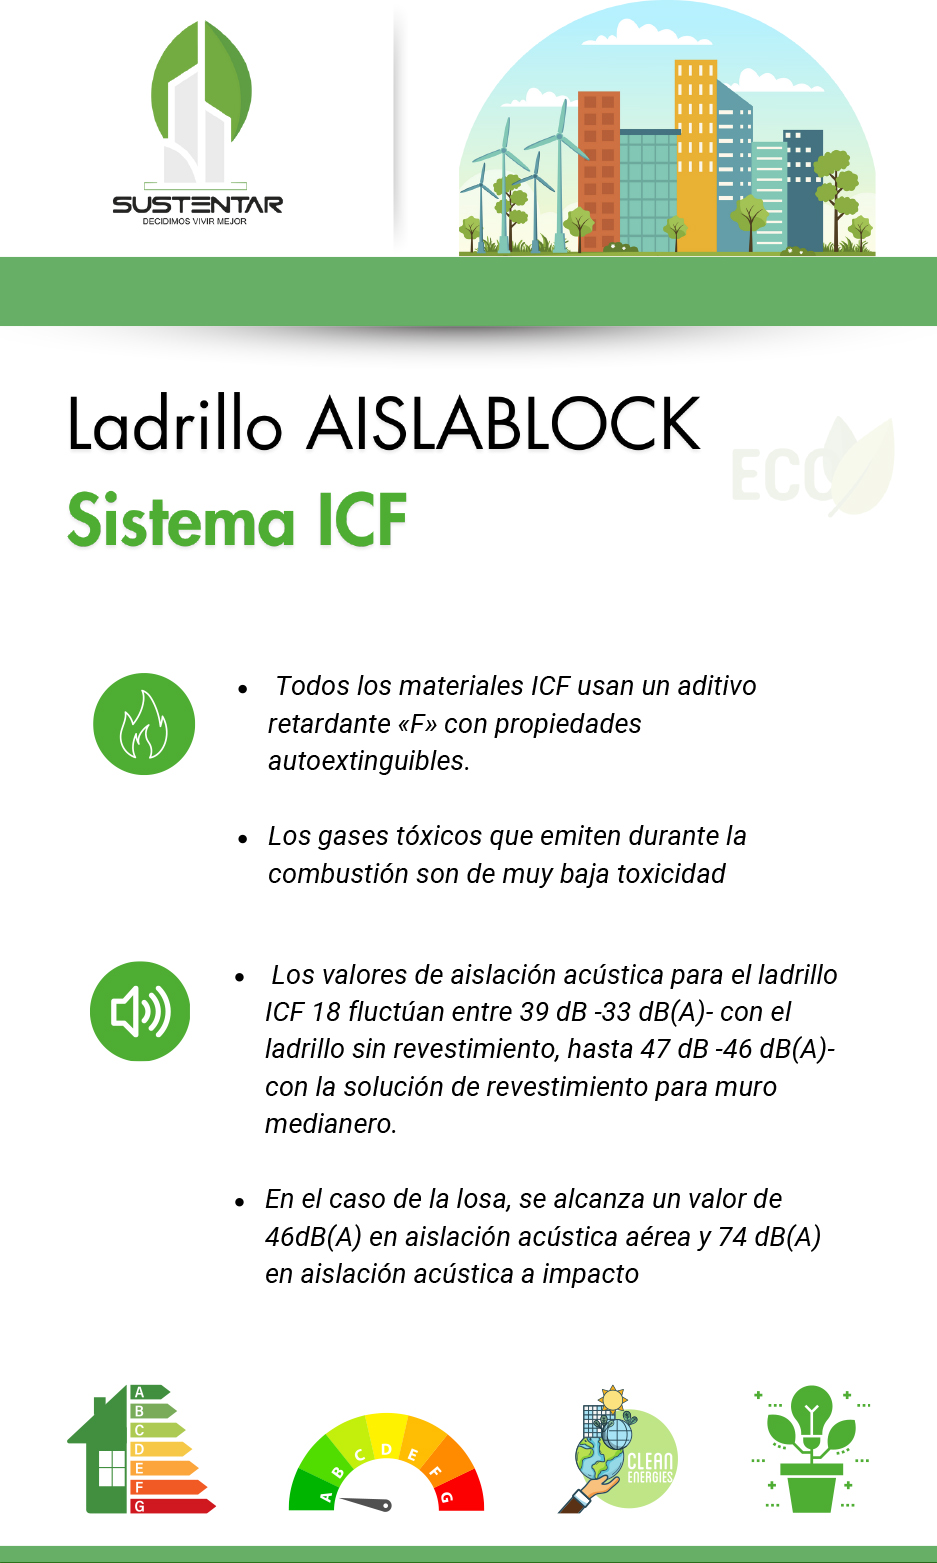 SUSTENTAR
DECIDIMOS VIVIR MEJOR
Ladrillo AISLABLOCK
ECO
Sistema ICF
• Todos los materiales ICF usan un aditivo
retardante «F» con propiedades
autoextinguibles.
• Los gases tóxicos que emiten durante la
combustión son de muy baja toxicidad
• Los valores de aislación acústica para el ladrillo
ICF 18 fluctúan entre 39 dB -33 dB(A)- con el
ladrillo sin revestimiento, hasta 47 dB -46 dB(A)-
con la solución de revestimiento para muro
medianero.
• En el caso de la losa, se alcanza un valor de
46dB(A) en aislación acústica aérea y 74 dB(A)
en aislación acústica a impacto
A
B
C
D
E
F
G
A B C D E F G
CLEAN
ENERGIES